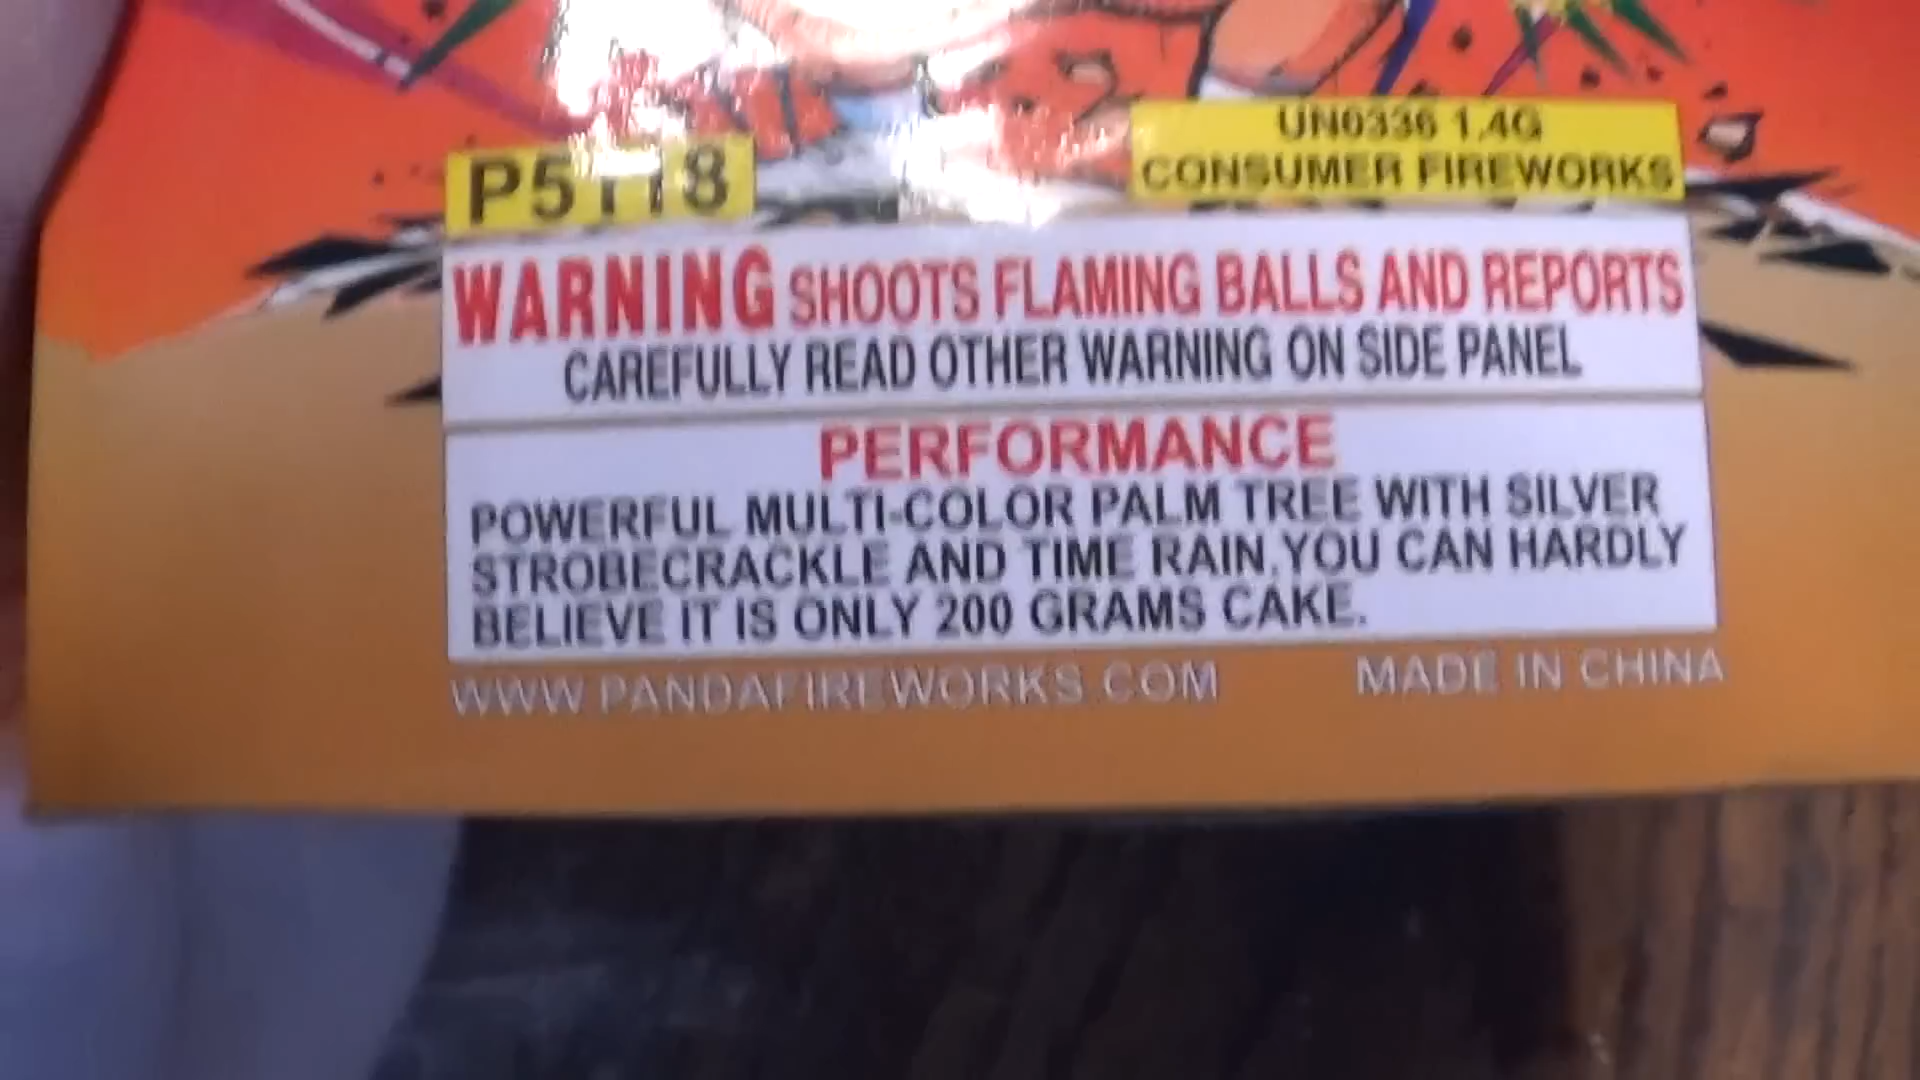 P5118
UN0336 1.4G
CONSUMER FIREWORKS
WARNING SHOOTS FLAMING BALLS AND REPORTS
CAREFULLY READ OTHER WARNING ON SIDE PANEL
PERFORMANCE
POWERFUL MULTI-COLOR PALM TREE WITH SILVER
STROBECRACKLE AND TIME RAIN,YOU CAN HARDLY
BELIEVE IT IS ONLY 200 GRAMS CAKE.
WWW.PANDAFIREWORKS.COM MADE IN CHINA